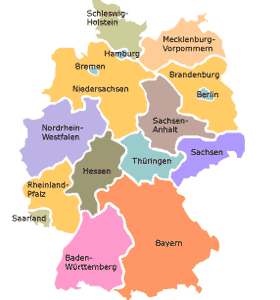 Schleswig-
Holstein
Mecklenburg-
Vorpommern
Hamburg
Bremen
Brandenburg
Niedersachsen
Berlin
Sachsen-
Anhalt
Nordrhein-
Westfalen
Sachsen
Thüringen
Hessen
Rheinland-
Pfalz
Saarland
Bayern
Baden-
Württemberg